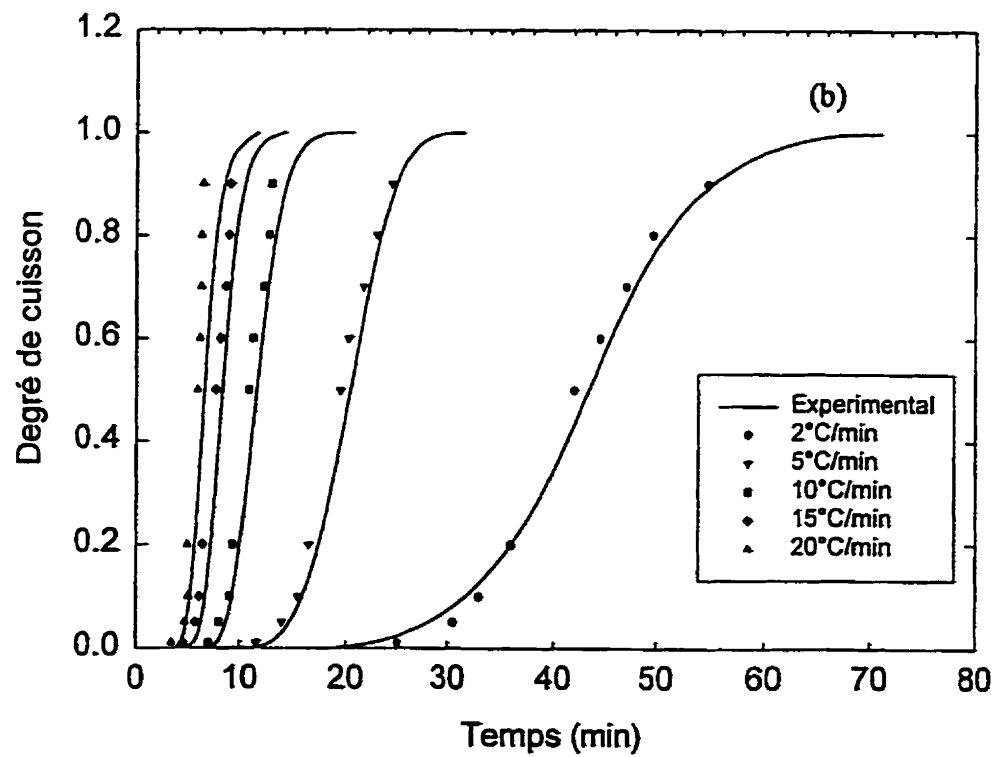 1.2
(b)
1.0
0.8
0.6
0.4
0.2
0.0
Degré de cuisson
Experimental
2°C/min
5°C/min
10°C/min
15°C/min
20°C/min
0 10 20 30 40 50 60 70 80
Temps (min)